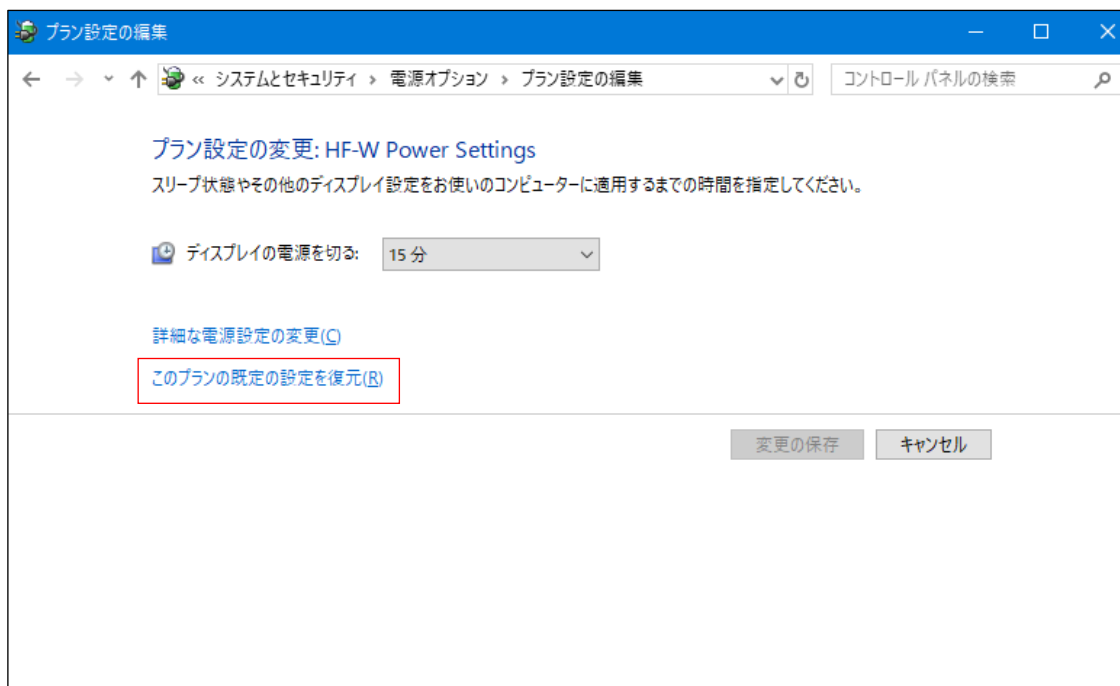 プラン設定の編集
« システムとセキュリティ › 電源オプション › プラン設定の編集
コントロール パネルの検索
プラン設定の変更: HF-W Power Settings
スリープ状態やその他のディスプレイ設定をお使いのコンピューターに適用するまでの時間を指定してください。
ディスプレイの電源を切る: 15 分
詳細な電源設定の変更(C)
このプランの既定の設定を復元(R)
変更の保存 キャンセル